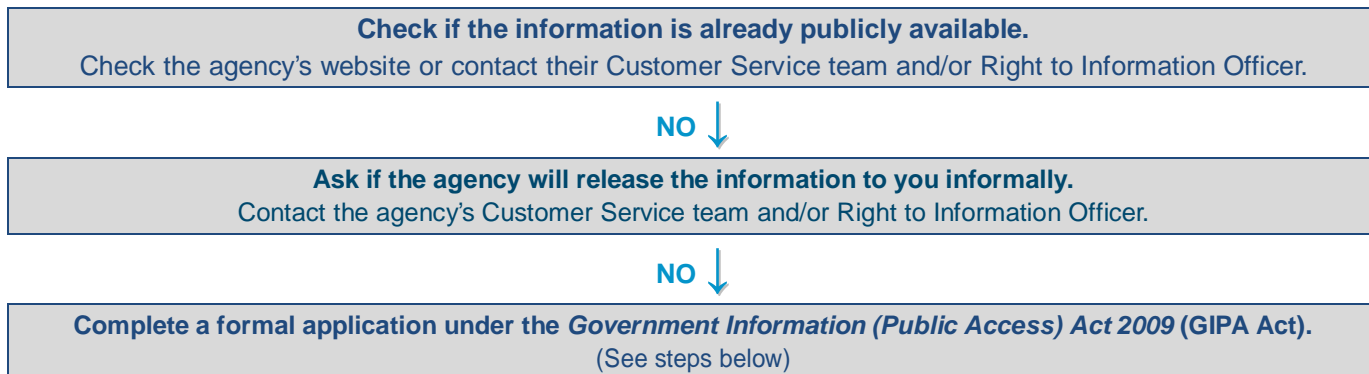 Check if the information is already publicly available.
Check the agency’s website or contact their Customer Service team and/or Right to Information Officer.
NO
Ask if the agency will release the information to you informally.
Contact the agency’s Customer Service team and/or Right to Information Officer.
NO
Complete a formal application under the Government Information (Public Access) Act 2009 (GIPA Act).
(See steps below)